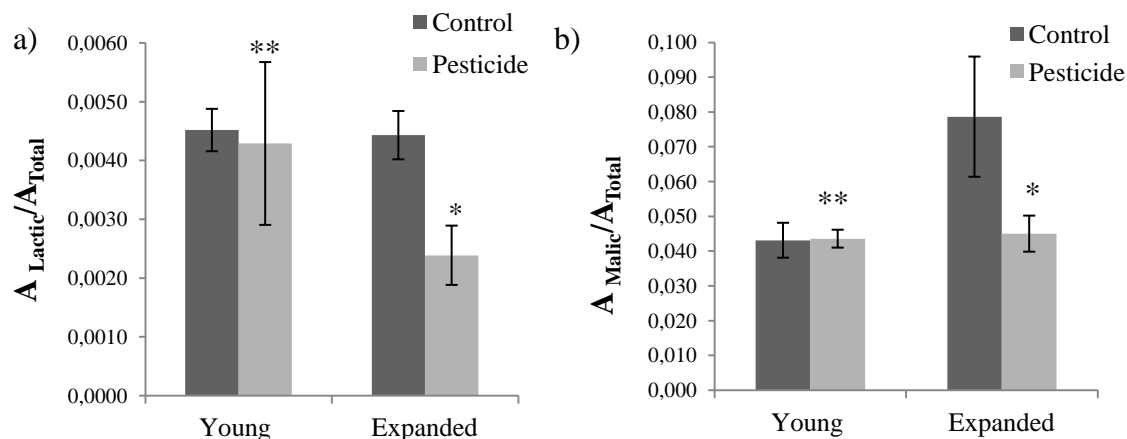 a)
A Lactic/ATotal
0,0060
0,0050
0,0040
0,0030
0,0020
0,0010
0,0000
**
*
Control
Pesticide
Young Expanded
b)
A Malic/ATotal
0,100
0,090
0,080
0,070
0,060
0,050
0,040
0,030
0,020
0,010
0,000
**
*
Control
Pesticide
Young Expanded